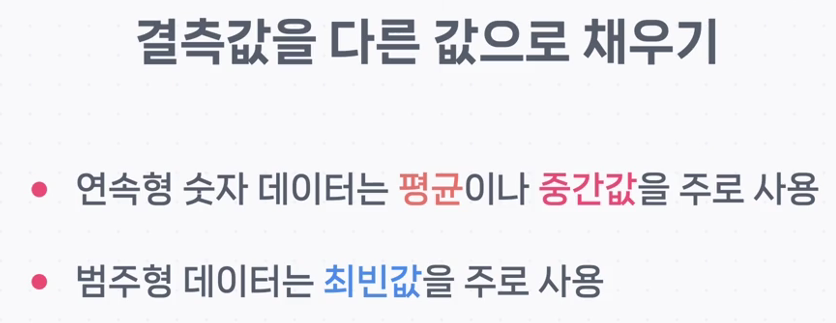 결측값을 다른 값으로 채우기
연속형 숫자 데이터는 평균이나 중간값을 주로 사용
범주형 데이터는 최빈값을 주로 사용